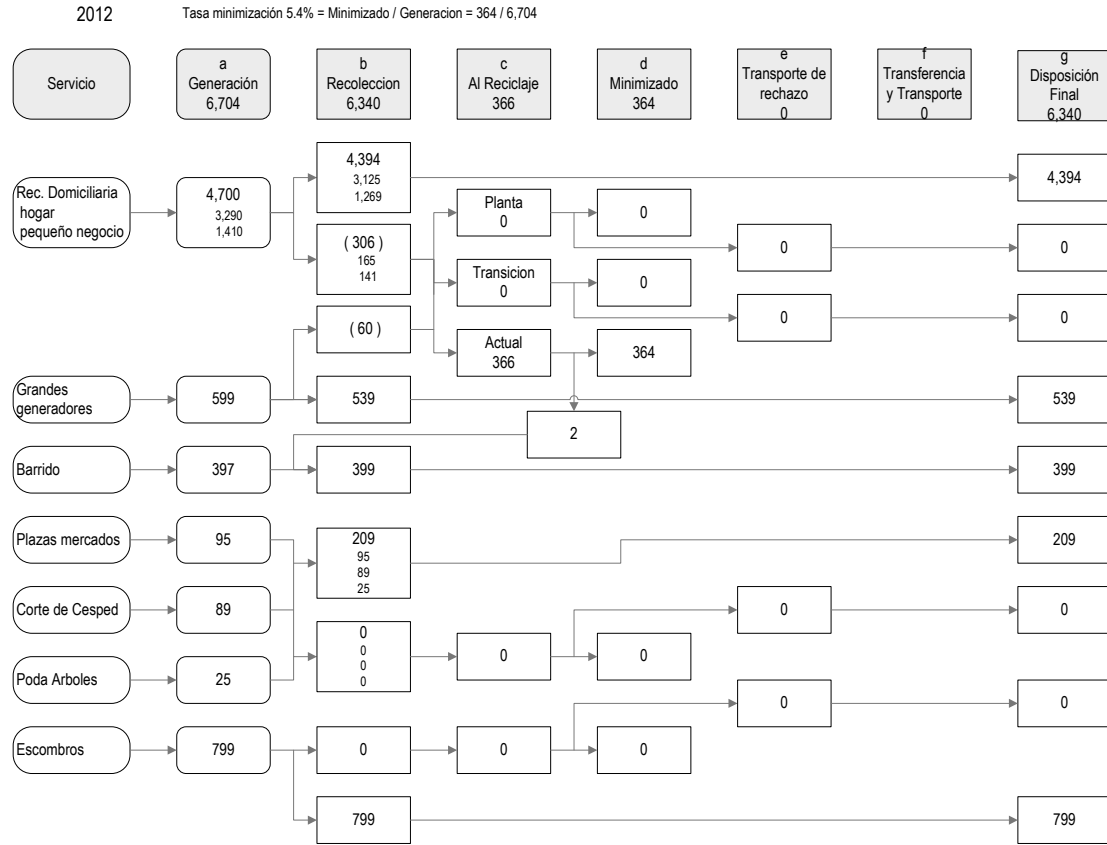 2012
Tasa minimización 5.4% = Minimizado / Generacion = 364 / 6,704
Servicio
a
Generación
6,704
b
Recoleccion
6,340
c
Al Reciclaje
366
d
Minimizado
364
e
Transporte de
rechazo
0
f
Transferencia
y Transporte
0
g
Disposición
Final
6,340
Rec. Domiciliaria
hogar
pequeño negocio
4,700
3,290
1,410
4,394
3,125
1,269
4,394
( 306 )
165
141
Planta
0
0
0
0
Transicion
0
0
0
0
( 60 )
Actual
366
364
Grandes
generadores
599
539
539
2
Barrido
397
399
399
Plazas mercados
95
209
95
89
25
209
Corte de Cesped
89
0
0
0
0
0
0
0
0
Poda Arboles
25
0
0
Escombros
799
0
0
0
799
799